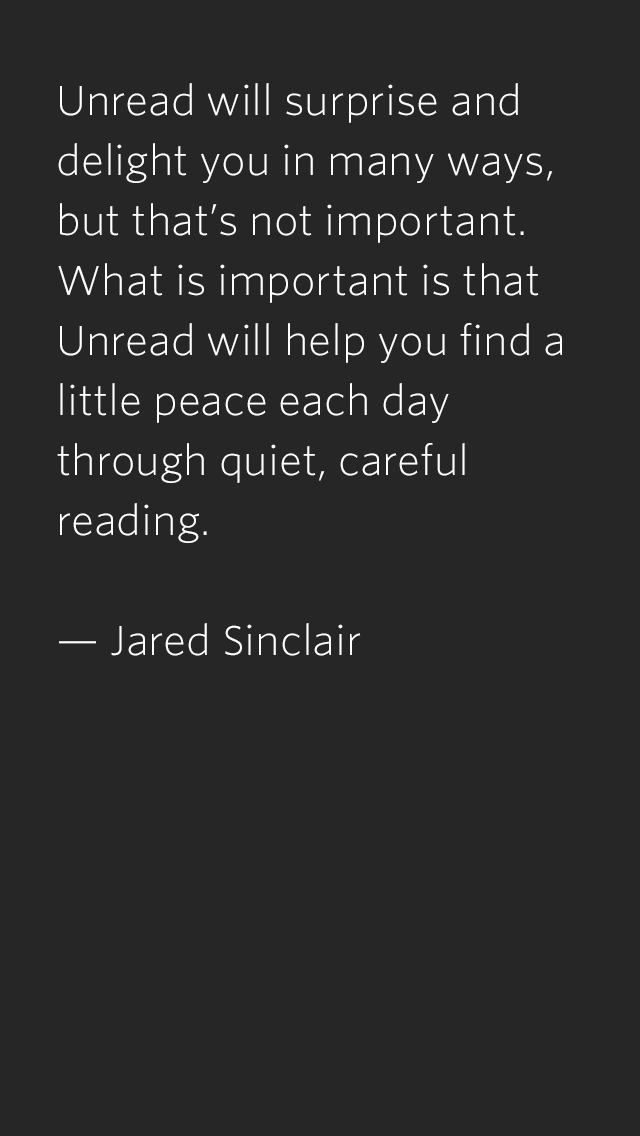 Unread will surprise and
delight you in many ways,
but that’s not important.
What is important is that
Unread will help you find a
little peace each day
through quiet, careful
reading.
— Jared Sinclair